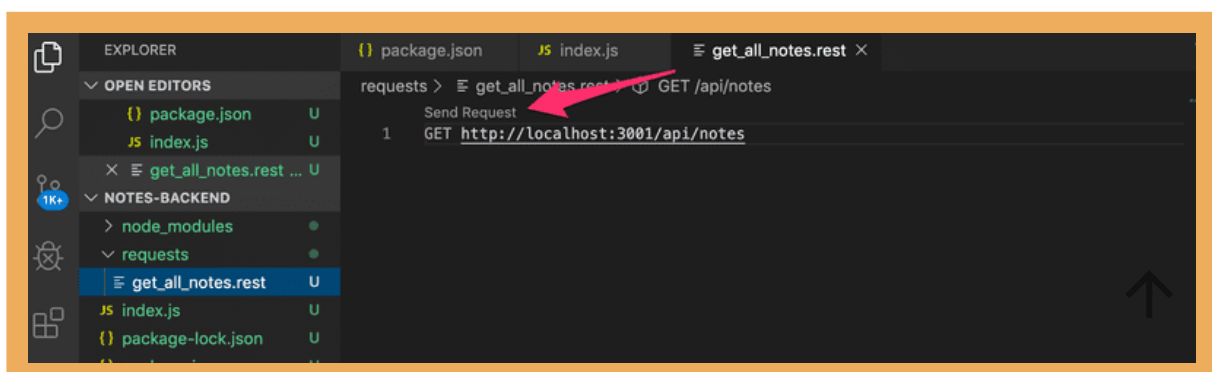 EXPLORER
OPEN EDITORS
{} package.json U
JS index.js U
× get_all_notes.rest ... U
1K+
NOTES-BACKEND
node_modules
requests
get_all_notes.rest U
JS index.js U
{} package-lock.json U
{} package.json JS index.js get_all_notes.rest ×
requests > get_all_notes.rest > GET /api/notes
Send Request
1 GET http://localhost:3001/api/notes